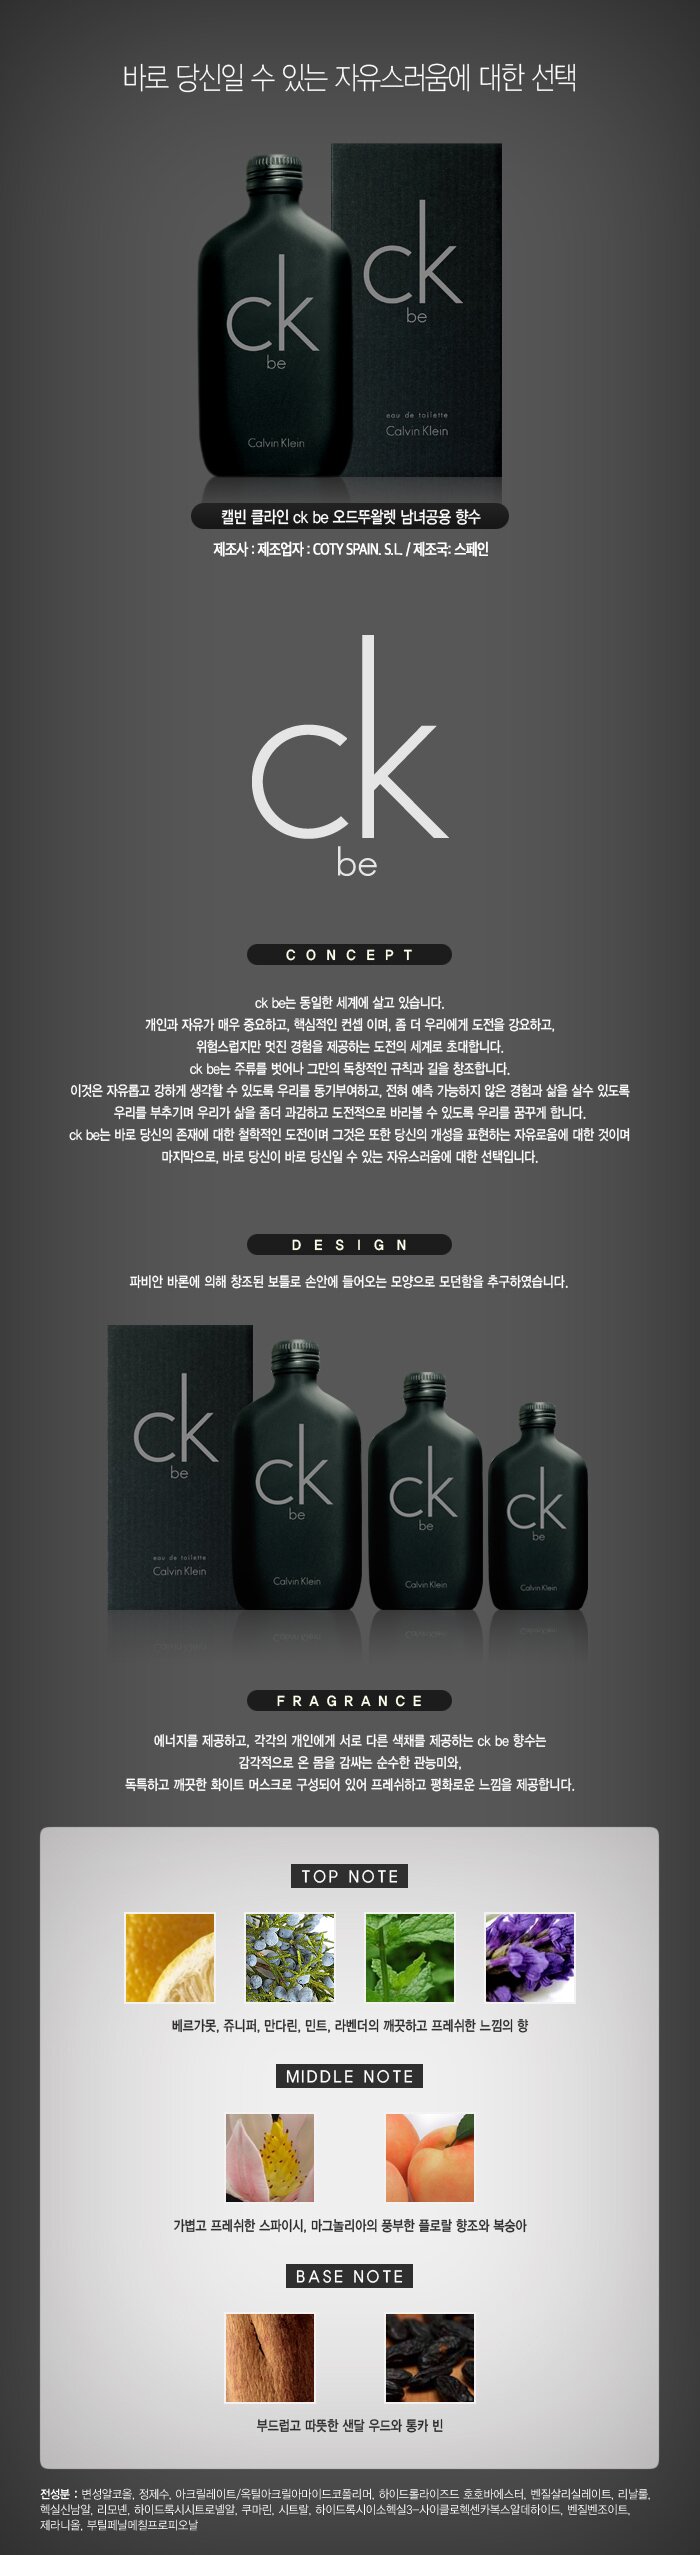 바로 당신일 수 있는 자유스러움에 대한 선택
ck
be
Calvin Klein
ck
be
eau de toilette
Calvin Klein
캘빈 클라인 ck be 오드뚜왈렛 남녀공용 향수
제조사 : 제조업자 : COTY SPAIN. S.L. / 제조국: 스페인
ck
be
CONCEPT
ck be는 동일한 세계에 살고 있습니다.
개인과 자유가 매우 중요하고, 핵심적인 컨셉 이며, 좀 더 우리에게 도전을 강요하고,
위험스럽지만 멋진 경험을 제공하는 도전의 세계로 초대합니다.
ck be는 주류를 벗어나 그만의 독창적인 규칙과 길을 창조합니다.
이것은 자유롭고 강하게 생각할 수 있도록 우리를 동기부여하고, 전혀 예측 가능하지 않은 경험과 삶을 살수 있도록
우리를 부추기며 우리가 삶을 좀더 과감하고 도전적으로 바라볼 수 있도록 우리를 꿈꾸게 합니다.
ck be는 바로 당신의 존재에 대한 철학적인 도전이며 그것은 또한 당신의 개성을 표현하는 자유로움에 대한 것이며
마지막으로, 바로 당신이 바로 당신일 수 있는 자유스러움에 대한 선택입니다.
DESIGN
파비안 바론에 의해 창조된 보틀로 손안에 들어오는 모양으로 모던함을 추구하였습니다.
ck
be
eau de toilette
Calvin Klein
ck
be
Calvin Klein
ck
be
Calvin Klein
ck
be
Calvin Klein
FRAGRANCE
에너지를 제공하고, 각각의 개인에게 서로 다른 색채를 제공하는 ck be 향수는
감각적으로 온 몸을 감싸는 순수한 관능미와,
독특하고 깨끗한 화이트 머스크로 구성되어 있어 프레쉬하고 평화로운 느낌을 제공합니다.
TOP NOTE
베르가못, 쥬니퍼, 만다린, 민트, 라벤더의 깨끗하고 프레쉬한 느낌의 향
MIDDLE NOTE
가볍고 프레쉬한 스파이시, 마그놀리아의 풍부한 플로랄 향조와 복숭아
BASE NOTE
부드럽고 따뜻한 샌달 우드와 통카 빈
전성분 : 변성알코올, 정제수, 아크릴레이트/옥틸아크릴아마이드코폴리머, 하이드롤라이즈드 호호바에스터, 벤질살리실레이트, 리날룰,
헥실신남알, 리모넨, 하이드록시시트로넬알, 쿠마린, 시트랄, 하이드록시이소헥실3-사이클로헥센카복스알데하이드, 벤질벤조이트,
제라니올, 부틸페닐메칠프로피오날